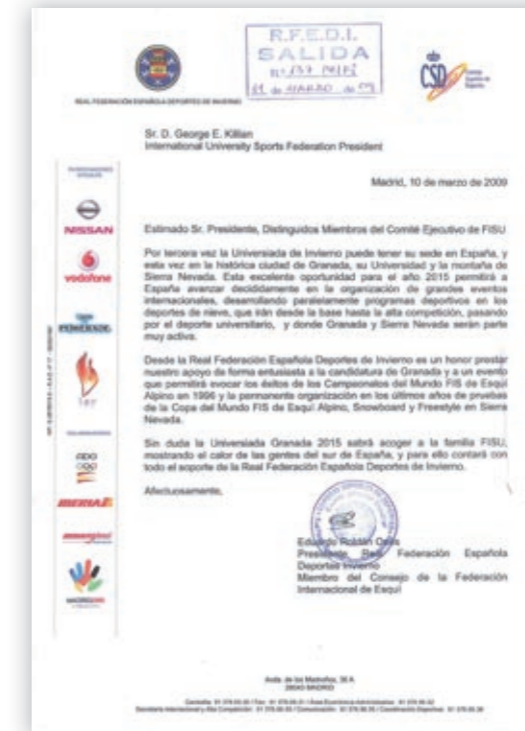 R.F.E.D.I.
SALIDA
REAL FEDERACIÓN ESPAÑOLA DEPORTES DE INVIERNO
CSD
Sr. D. George E. Killian
International University Sports Federation President
Madrid, 10 de marzo de 2009
NISSAN
vodafone
POWERADE
IBERIA
Estimado Sr. Presidente, Distinguidos Miembros del Comité Ejecutivo de FISU
Por tercera vez la Universiada de Invierno puede tener su sede en España, y
esta vez en la histórica ciudad de Granada, su Universidad y la montaña de
Sierra Nevada. Esta excelente oportunidad para el año 2015 permitirá a
España avanzar decididamente en la organización de grandes eventos
internacionales, desarrollando paralelamente programas deportivos en los
deportes de nieve, que irán desde la base hasta la alta competición, pasando
por el deporte universitario, y donde Granada y Sierra Nevada serán parte
muy activa.
Desde la Real Federación Española Deportes de Invierno es un honor prestar
nuestro apoyo de forma entusiasta a la candidatura de Granada y a un evento
que permitirá evocar los éxitos de los Campeonatos del Mundo FIS de Esquí
Alpino en 1996 y la permanente organización en los últimos años de pruebas
de la Copa del Mundo FIS de Esquí Alpino, Snowboard y Freestyle en Sierra
Nevada.
Sin duda la Universiada Granada 2015 sabrá acoger a la familia FISU,
mostrando el calor de las gentes del sur de España, y para ello contará con
todo el soporte de la Real Federación Española Deportes de Invierno.
Afectuosamente,
Eduardo Roldán
Presidente Real Federación Española
Deportes Invierno
Miembro del Consejo de la Federación
Internacional de Esquí
Avda. de los Madroños, 36 A
28043 MADRID